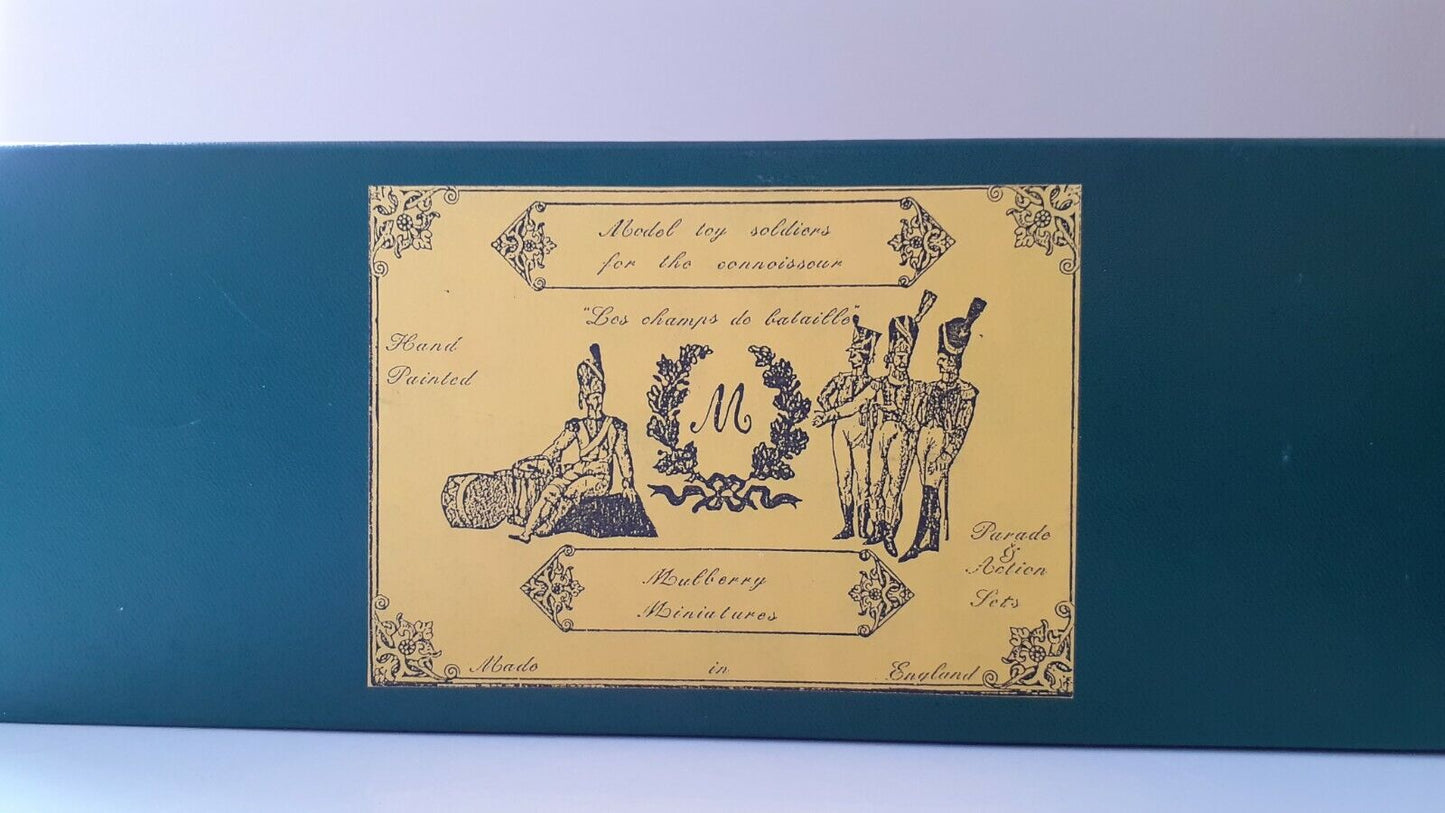 Model toy soldiers
for the connoisseur
"Les champs de bataille"
Hand
Painted
M
Parade
&
Action
Sets
Mulberry
Miniatures
Made in England